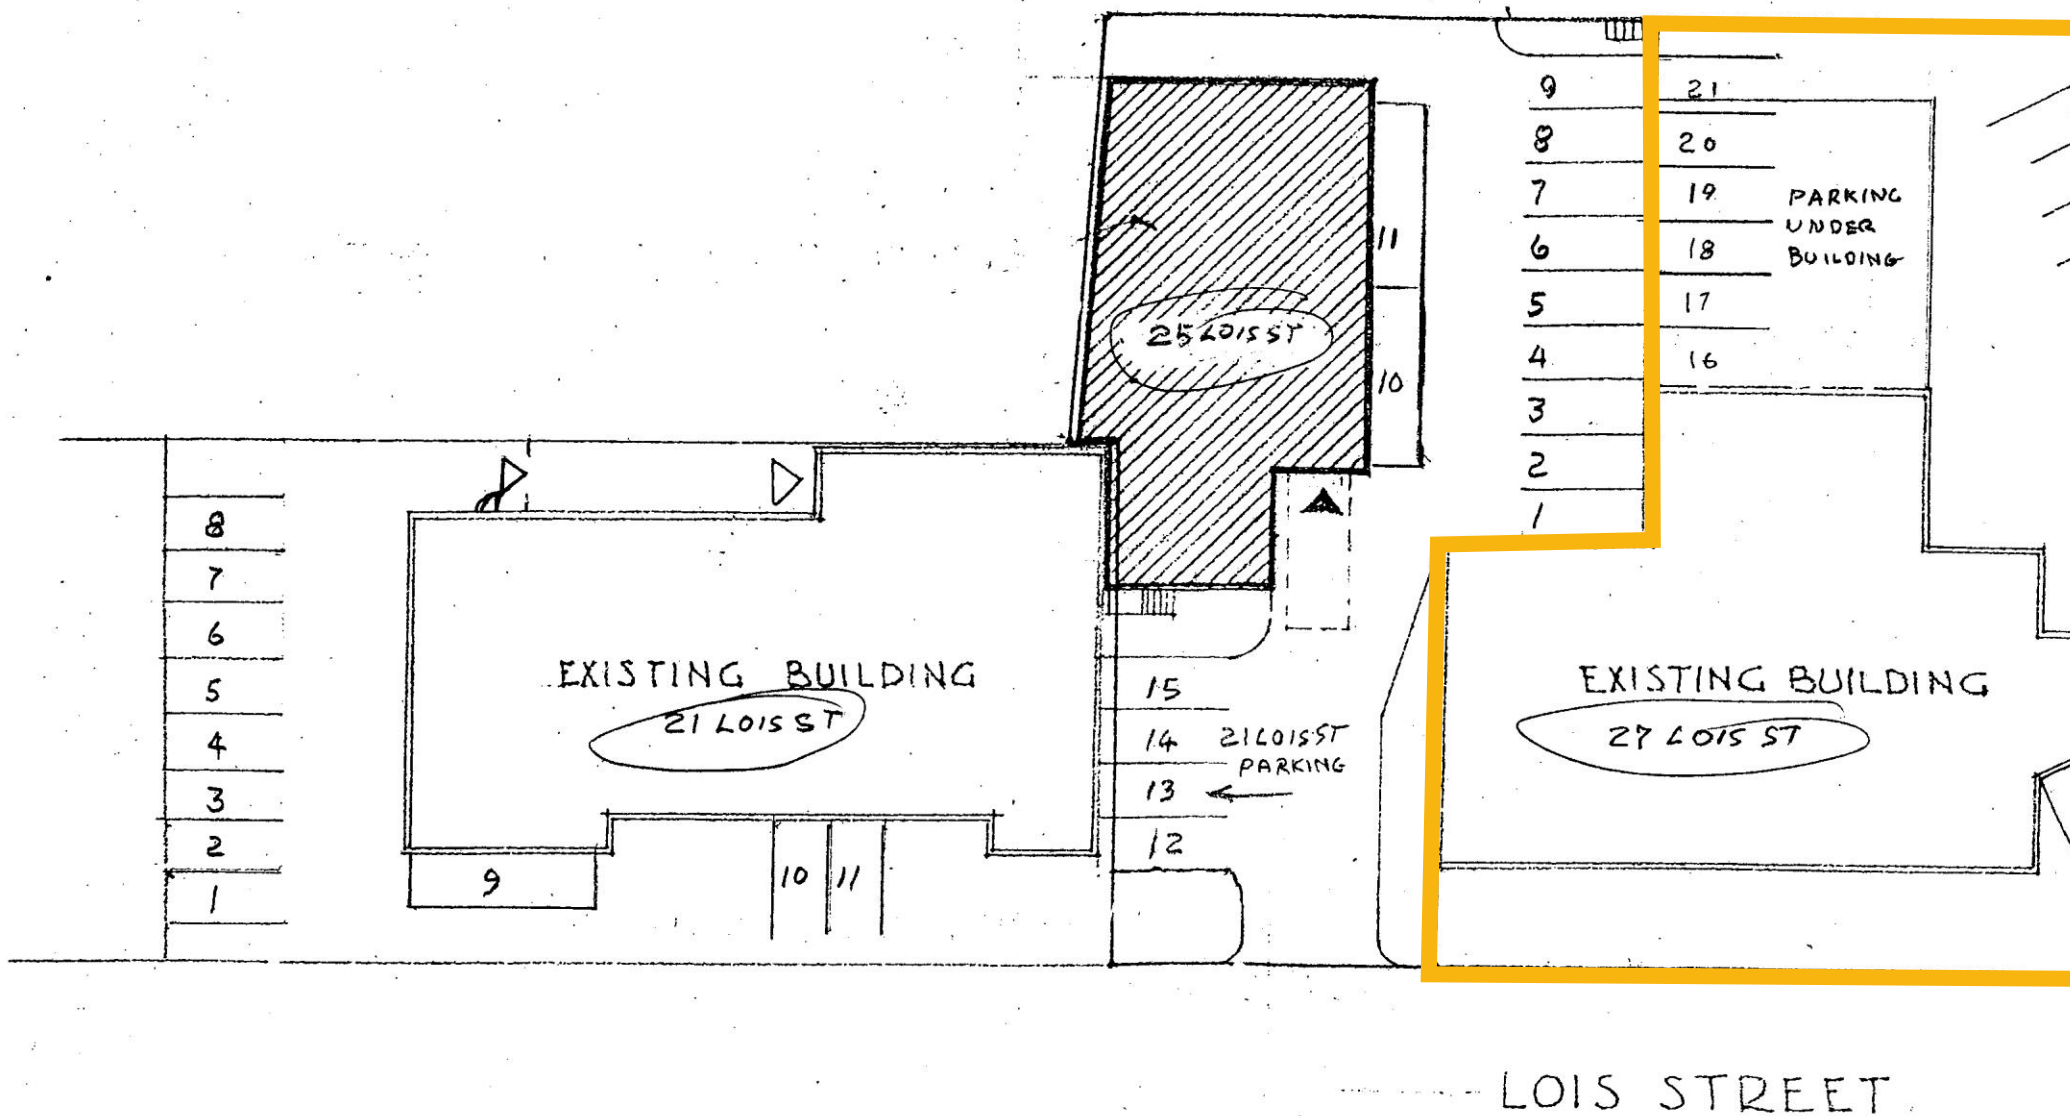 9
8
7
6
5
4
3
2
1
21
20
19
18
17
16
PARKING
UNDER
BUILDING
11
10
25 LOIS ST
8
7
6
5
4
3
2
1
EXISTING BUILDING
21 LOIS ST
9
10
11
15
14
13
12
21 LOIS ST
PARKING
EXISTING BUILDING
27 LOIS ST
LOIS STREET